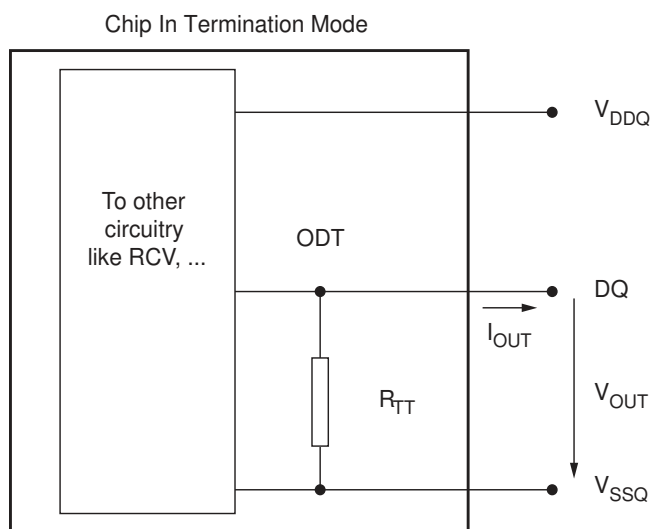 Chip In Termination Mode
V_DDQ
To other
circuitry
like RCV, ...
ODT
DQ
I_OUT
R_TT
V_OUT
V_SSQ